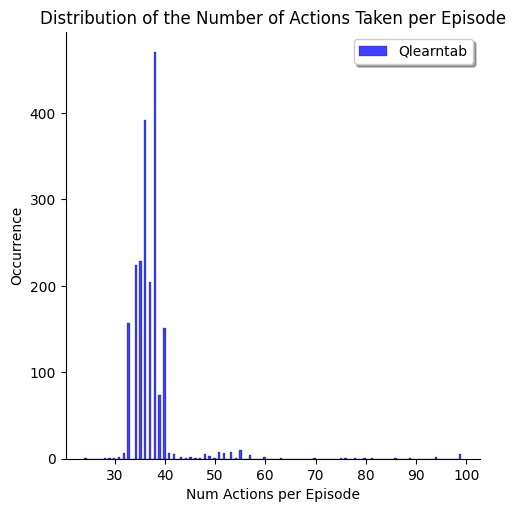 Distribution of the Number of Actions Taken per Episode
Qlearntab
Occurrence
400
300
200
100
0
30 40 50 60 70 80 90 100
Num Actions per Episode